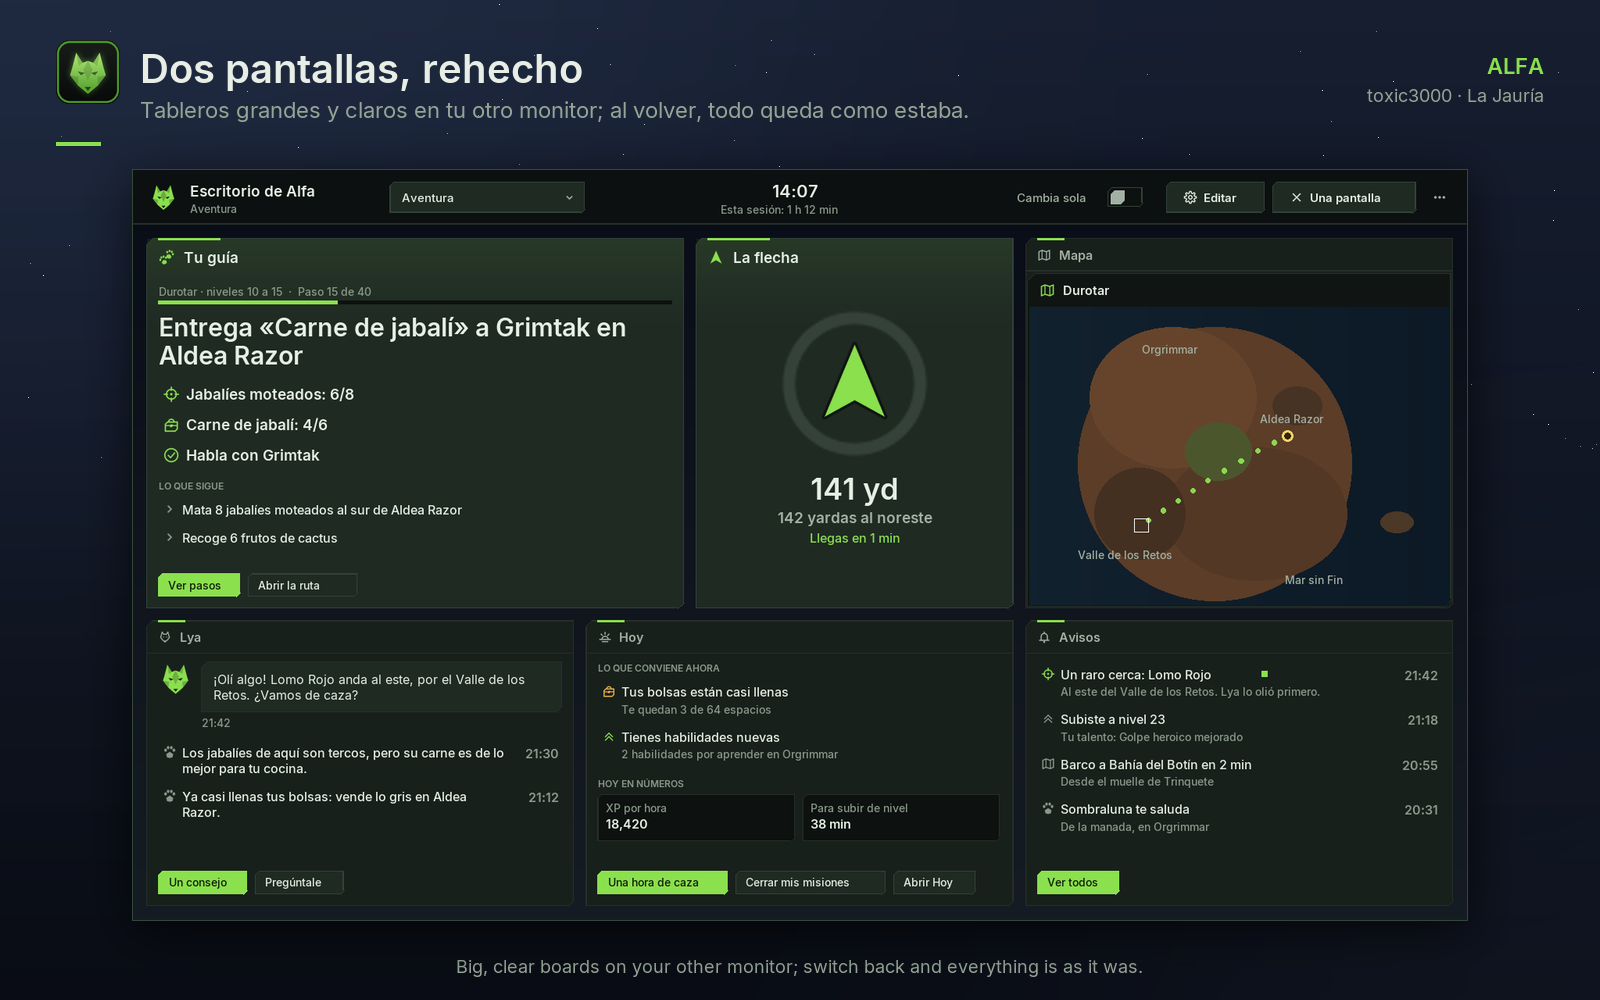 Dos pantallas, rehecho
Tableros grandes y claros en tu otro monitor; al volver, todo queda como estaba.
ALFA
toxic3000 · La Jauría
Escritorio de Alfa
Aventura
Aventura
14:07
Esta sesión: 1 h 12 min
Cambia sola
Editar
Una pantalla
Tu guía
Durotar · niveles 10 a 15 · Paso 15 de 40
Entrega «Carne de jabalí» a Grimtak en
Aldea Razor
Jabalíes moteados: 6/8
Carne de jabalí: 4/6
Habla con Grimtak
LO QUE SIGUE
Mata 8 jabalíes moteados al sur de Aldea Razor
Recoge 6 frutos de cactus
Ver pasos
Abrir la ruta
La flecha
141 yd
142 yardas al noreste
Llegas en 1 min
Mapa
Durotar
Orgrimmar
Aldea Razor
Valle de los Retos
Mar sin Fin
Lya
¡Olí algo! Lomo Rojo anda al este, por el Valle de los
Retos. ¿Vamos de caza?
21:42
Los jabalíes de aquí son tercos, pero su carne es de lo
mejor para tu cocina.
21:30
Ya casi llenas tus bolsas: vende lo gris en Aldea
Razor.
21:12
Un consejo
Pregúntale
Hoy
LO QUE CONVIENE AHORA
Tus bolsas están casi llenas
Te quedan 3 de 64 espacios
Tienes habilidades nuevas
2 habilidades por aprender en Orgrimmar
HOY EN NÚMEROS
XP por hora
18,420
Para subir de nivel
38 min
Una hora de caza
Cerrar mis misiones
Abrir Hoy
Avisos
Un raro cerca: Lomo Rojo
21:42
Al este del Valle de los Retos. Lya lo olió primero.
Subiste a nivel 23
21:18
Tu talento: Golpe heroico mejorado
Barco a Bahía del Botín en 2 min
20:55
Desde el muelle de Trinquete
Sombraluna te saluda
20:31
De la manada, en Orgrimmar
Ver todos
Big, clear boards on your other monitor; switch back and everything is as it was.